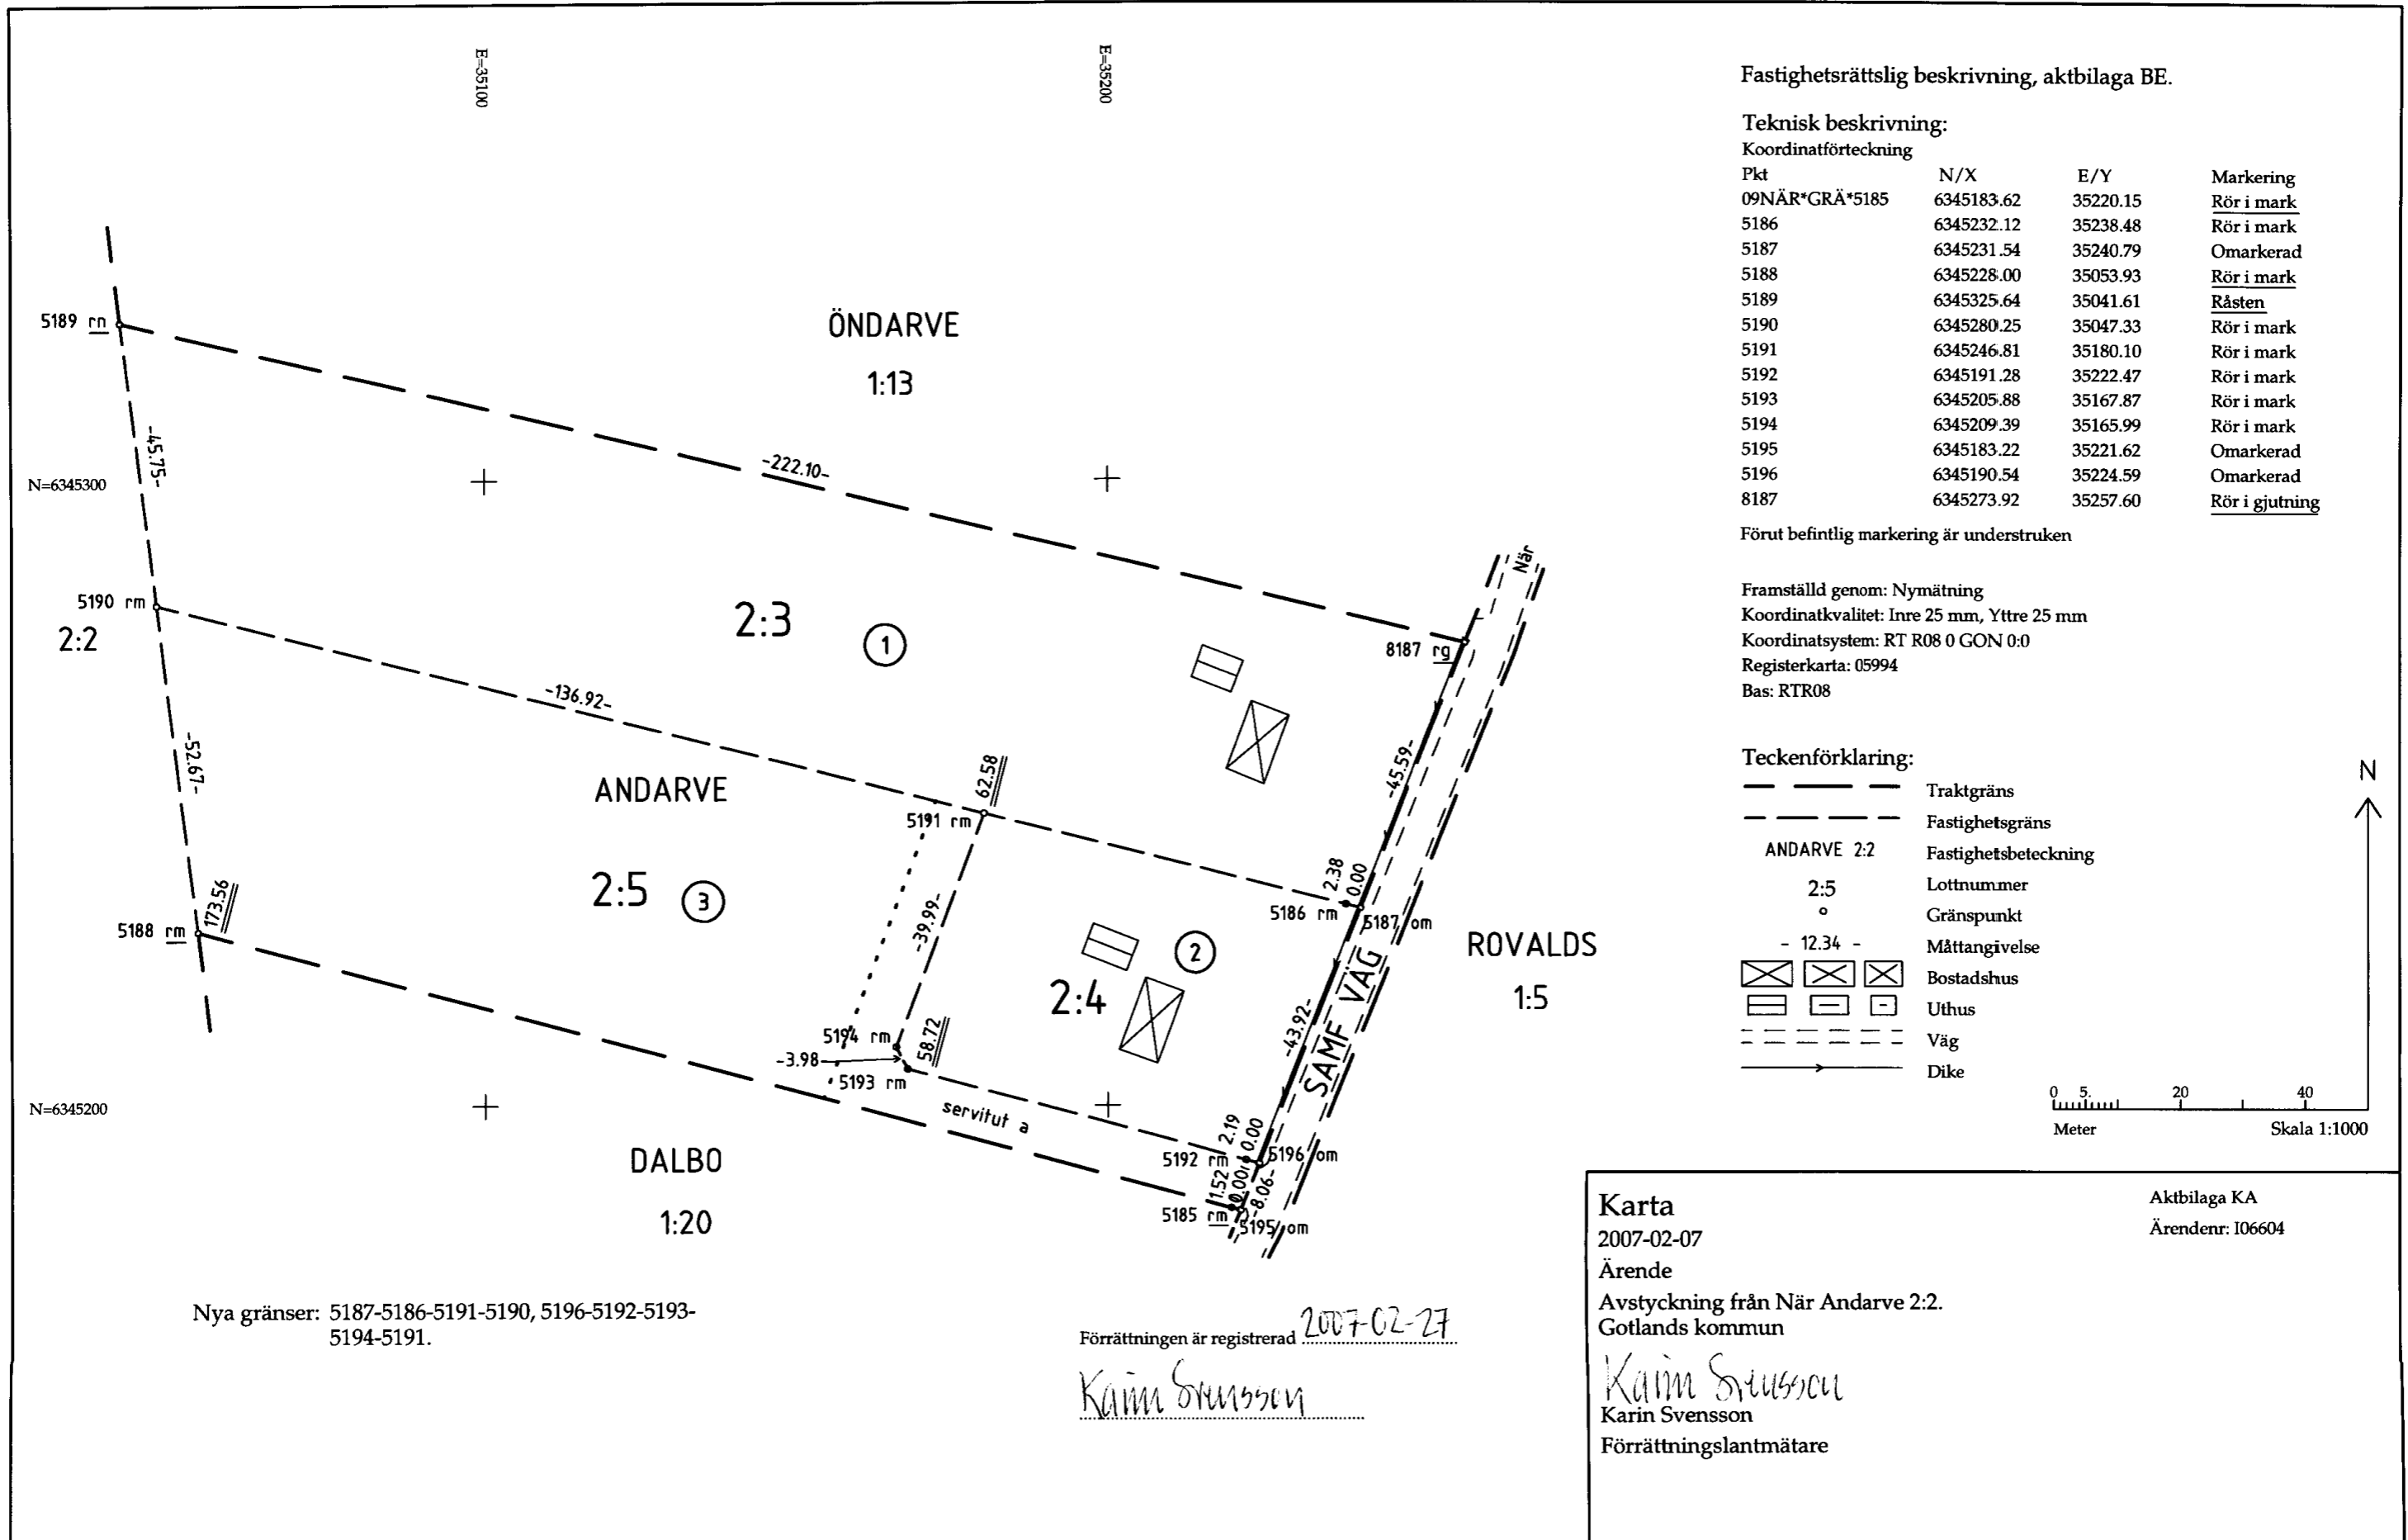 E=35100
E=35200
Fastighetsrättslig beskrivning, aktbilaga BE.
Teknisk beskrivning:
Koordinatförteckning
Pkt N/X E/Y Markering
09NÄR*GRÄ*5185 6345183.62 35220.15 Rör i mark
5186 6345232.12 35238.48 Rör i mark
5187 6345231.54 35240.79 Omarkerad
5188 6345228.00 35053.93 Rör i mark
5189 6345325.64 35041.61 Råsten
5190 6345280.25 35047.33 Rör i mark
5191 6345246.81 35180.10 Rör i mark
5192 6345191.28 35222.47 Rör i mark
5193 6345205.88 35167.87 Rör i mark
5194 6345209.39 35165.99 Rör i mark
5195 6345183.22 35221.62 Omarkerad
5196 6345190.54 35224.59 Omarkerad
8187 6345273.92 35257.60 Rör i gjutning
Förut befintlig markering är understruken
Framställd genom: Nymätning
Koordinatkvalitet: Inre 25 mm, Yttre 25 mm
Koordinatsystem: RT R08 0 GON 0:0
Registerkarta: 05994
Bas: RTR08
Teckenförklaring:
Traktgräns
Fastighetsgräns
ANDARVE 2:2 Fastighetsbeteckning
2:5 Lottnummer
Gränspunkt
- 12.34 - Måttangivelse
Bostadshus
Uthus
Väg
Dike
N
0 5. 20 40
Meter Skala 1:1000
5189 rn
ÖNDARVE
1:13
-45.75-
-222.10-
N=6345300
När
5190 rm
2:2
2:3
1
8187 rg
-136.92-
-52.67-
-45.59-
62.58
ANDARVE
5191 rm
2:5
3
173.56
5188 rm
2.38
0.00
5186 rm
5187 om
-39.99-
2
ROVALDS
1:5
2:4
SAMF VÄG
-43.92-
5194 rm
58.72
-3.98
5193 rm
N=6345200
servitut a
2.19
0.00
5192 rm
5196 om
DALBO
1:20
1.52
0.00
-8.06-
5185 rm
5195 om
Nya gränser: 5187-5186-5191-5190, 5196-5192-5193-
5194-5191.
Förrättningen är registrerad 2007-02-27
Karin Svensson
Karta
2007-02-07
Aktbilaga KA
Ärendenr: I06604
Ärende
Avstyckning från När Andarve 2:2.
Gotlands kommun
Karin Svensson
Karin Svensson
Förrättningslantmätare